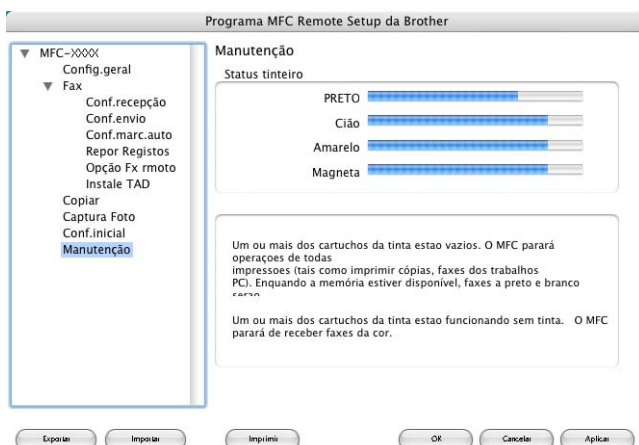 Programa MFC Remote Setup da Brother
MFC-XXXX
Config.geral
Fax
Conf.recepção
Conf.envio
Conf.marc.auto
Repor Registos
Opção Fx rmoto
Instale TAD
Copiar
Captura Foto
Conf.inicial
Manutenção
Manutenção
Status tinteiro
PRETO
Cião
Amarelo
Magneta
Um ou mais dos cartuchos da tinta estao vazios. O MFC parará
operaçoes de todas
impressoes (tais como imprimir cópias, faxes dos trabalhos
PC). Enquando a memória estiver disponível, faxes a preto e branco
serao
Um ou mais dos cartuchos da tinta estao funcionando sem tinta. O MFC
parará de receber faxes da cor.
Exportar Importar Imprimir OK Cancelar Aplicar